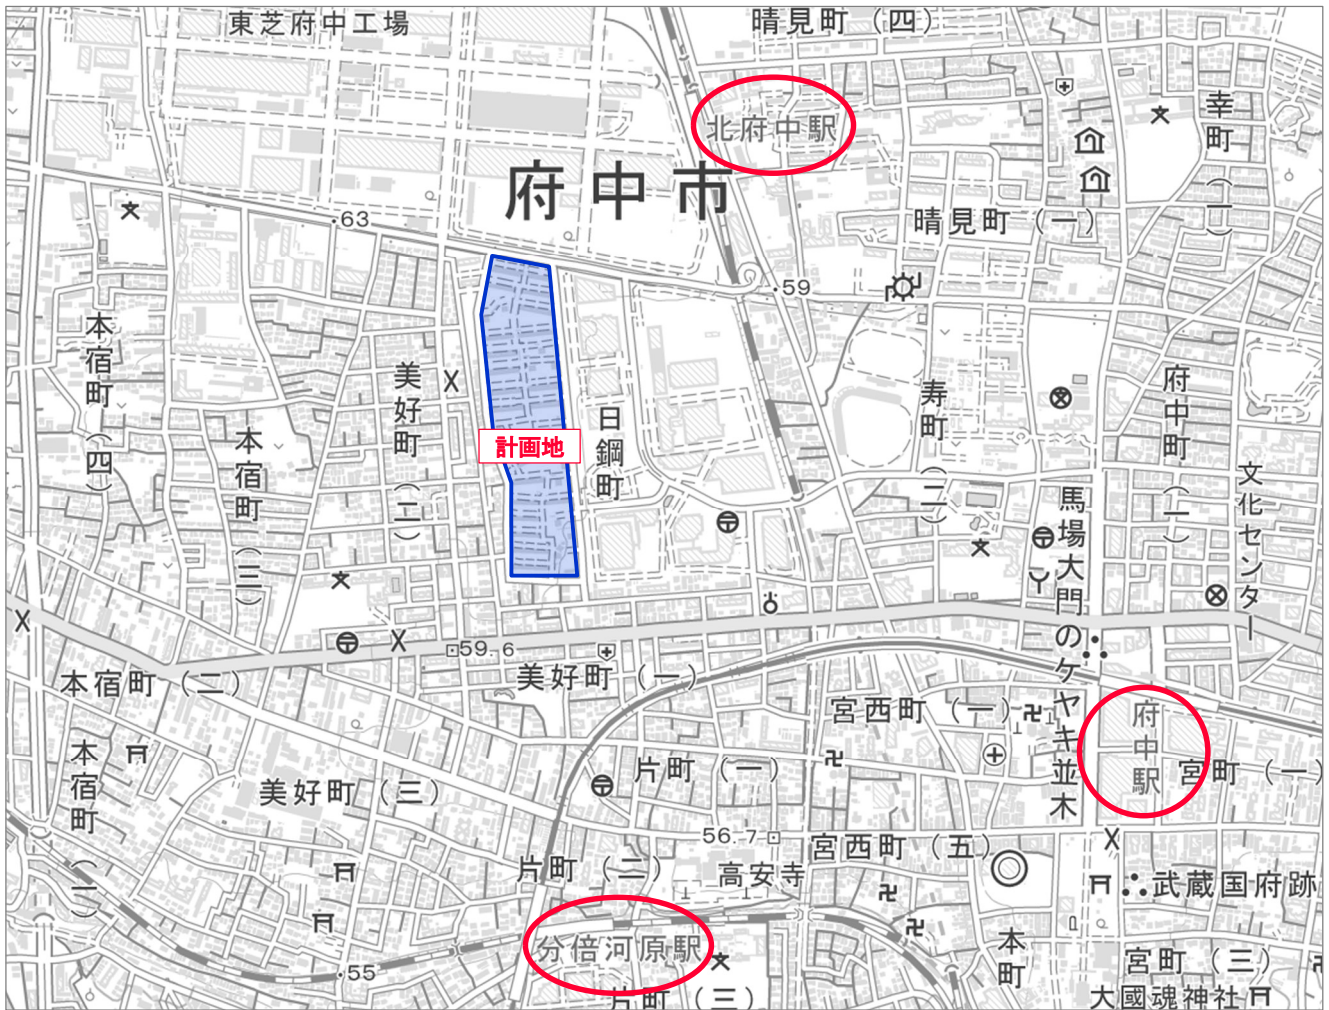 東芝府中工場
晴見町(四)
北府中駅
幸町(一)
府中市
63
晴見町(一)
59
本宿町(四)
美好町(二)
本宿町(三)
日鋼町
計画地
寿町(二)
府中町(一)
文化センター
馬場大門のケヤキ並木
59.6
美好町(一)
本宿町(二)
宮西町(一)
府中駅
宮町(一)
本宿町(一)
美好町(三)
片町(一)
56.7
宮西町(五)
片町(二)
高安寺
武蔵国府跡
分倍河原駅
本町
55
片町(三)
宮町(三)
大國魂神社